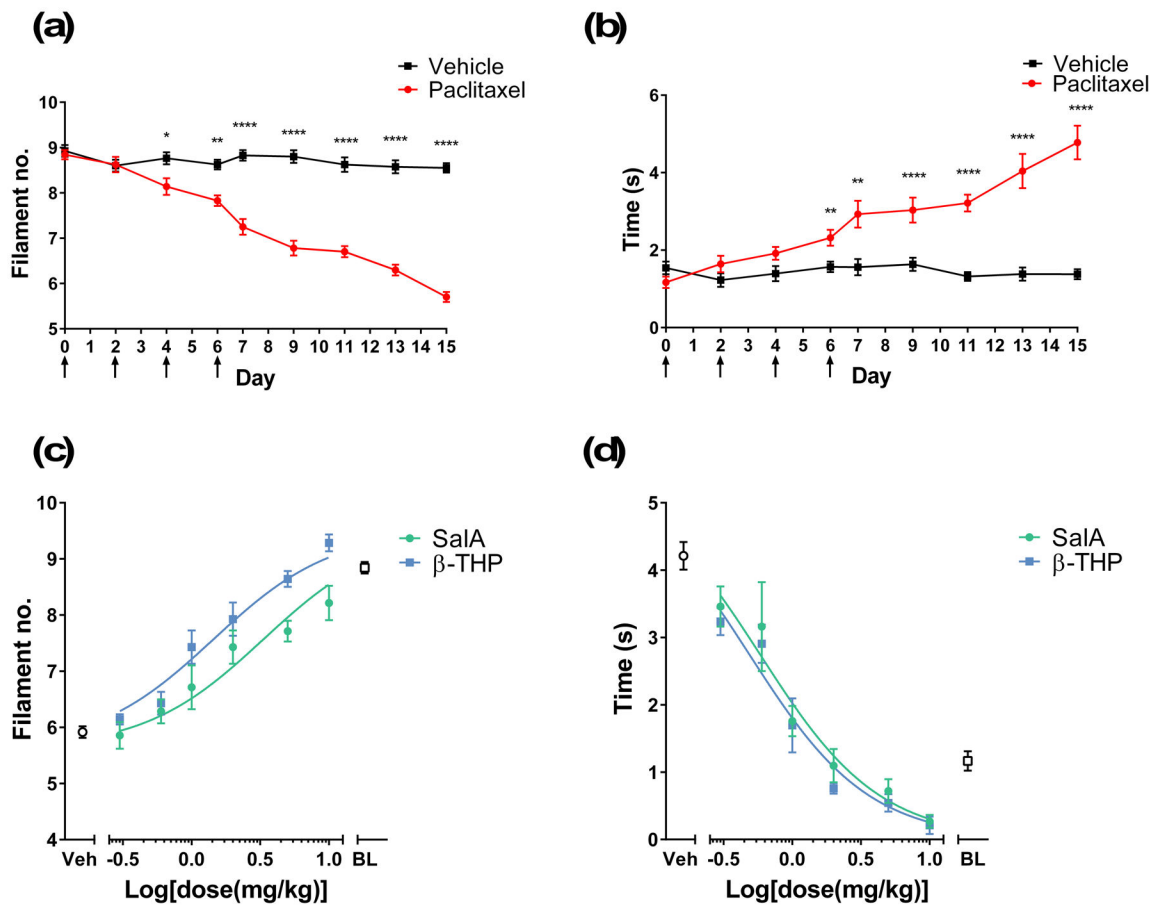 (a)
Vehicle
Paclitaxel
Filament no.
10
9
8
7
6
5
* ** **** **** **** **** ****
0 1 2 3 4 5 6 7 8 9 10 11 12 13 14 15
Day
(b)
Vehicle
Paclitaxel
Time (s)
6
4
2
0
** ** **** **** **** ****
0 1 2 3 4 5 6 7 8 9 10 11 12 13 14 15
Day
(c)
SalA
β-THP
Filament no.
10
9
8
7
6
5
4
Veh -0.5 0.0 0.5 1.0 BL
Log[dose(mg/kg)]
(d)
SalA
β-THP
Time (s)
5
4
3
2
1
0
Veh -0.5 0.0 0.5 1.0 BL
Log[dose(mg/kg)]